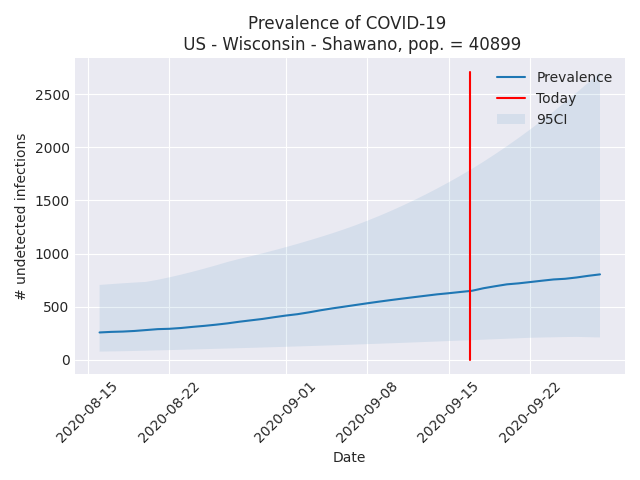 Prevalence of COVID-19
US - Wisconsin - Shawano, pop. = 40899
Prevalence
Today
95CI
# undetected infections
2500
2000
1500
1000
500
0
2020-08-15
2020-08-22
2020-09-01
2020-09-08
2020-09-15
2020-09-22
Date